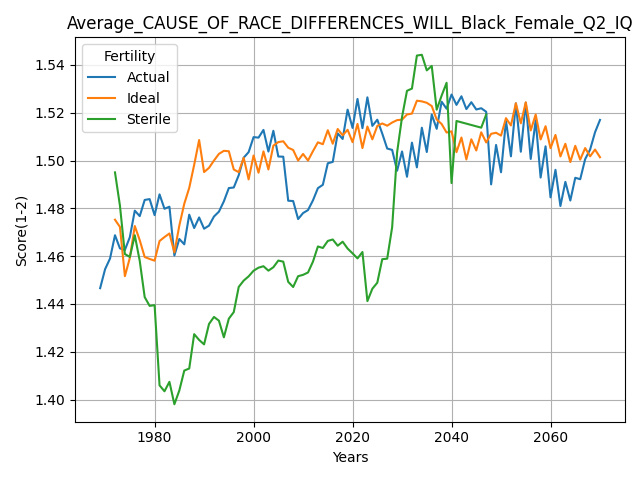 Average_CAUSE_OF_RACE_DIFFERENCES_WILL_Black_Female_Q2_IQ
Fertility
Actual
Ideal
Sterile
Score(1-2)
1.54
1.52
1.50
1.48
1.46
1.44
1.42
1.40
1980
2000
2020
2040
2060
Years